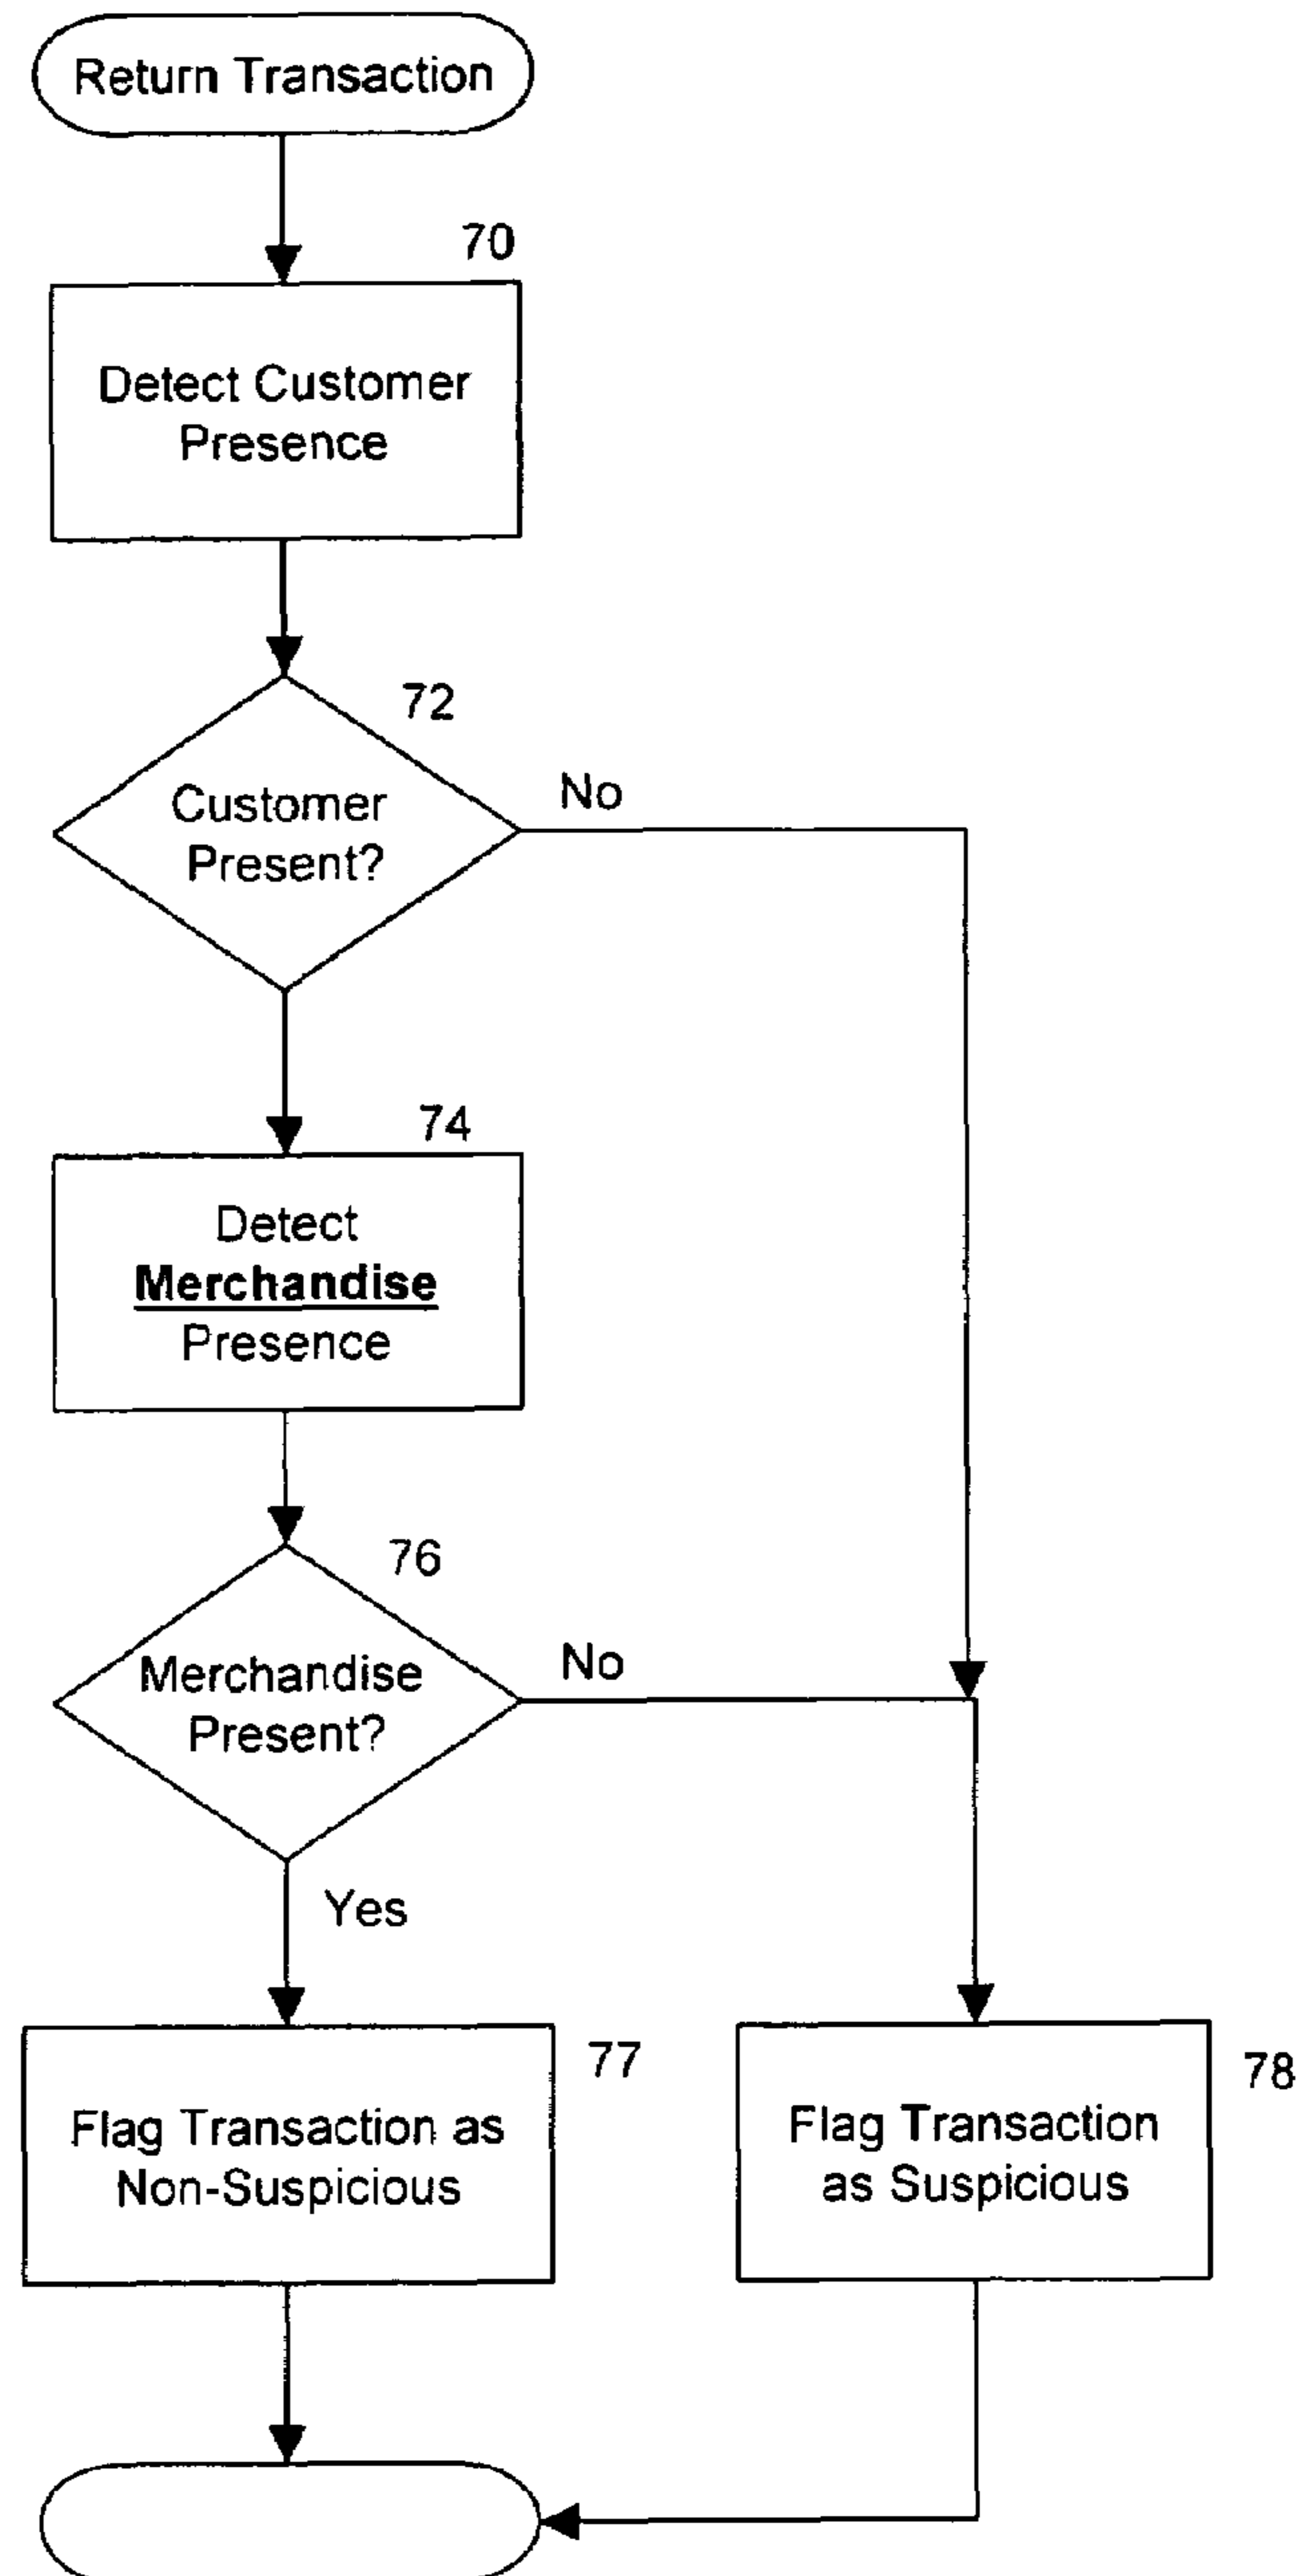 Return Transaction
70
Detect Customer
Presence
72
Customer
Present?
No
74
Detect
Merchandise
Presence
76
Merchandise
Present?
No
Yes
77
Flag Transaction as
Non-Suspicious
78
Flag Transaction
as Suspicious